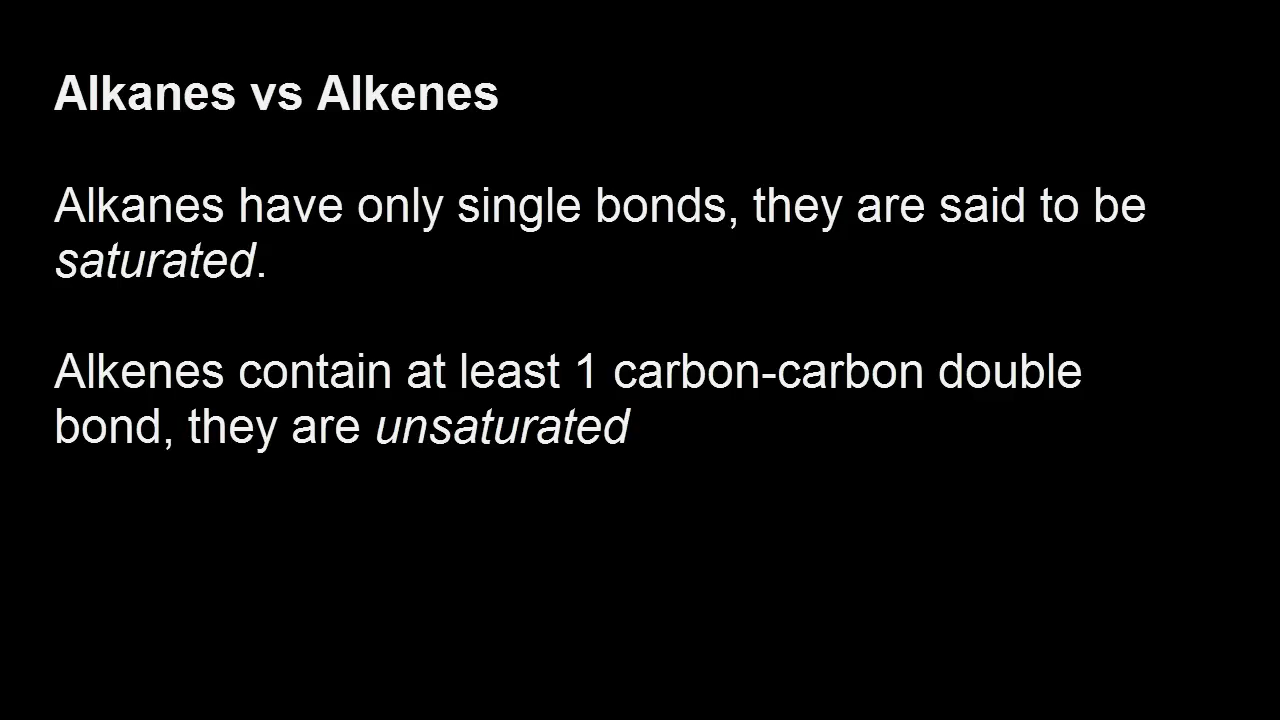 Alkanes vs Alkenes
Alkanes have only single bonds, they are said to be
saturated.
Alkenes contain at least 1 carbon-carbon double
bond, they are unsaturated